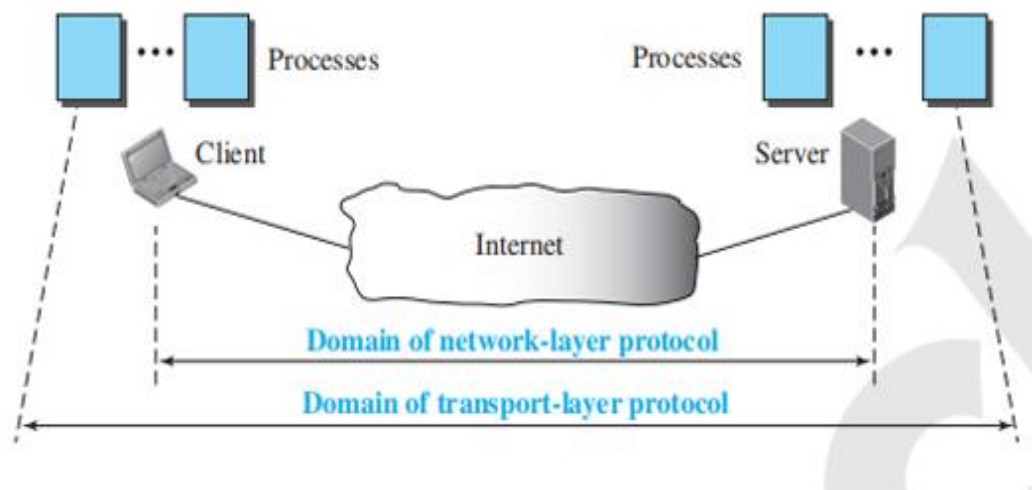 Processes
Processes
Client
Server
Internet
Domain of network-layer protocol
Domain of transport-layer protocol